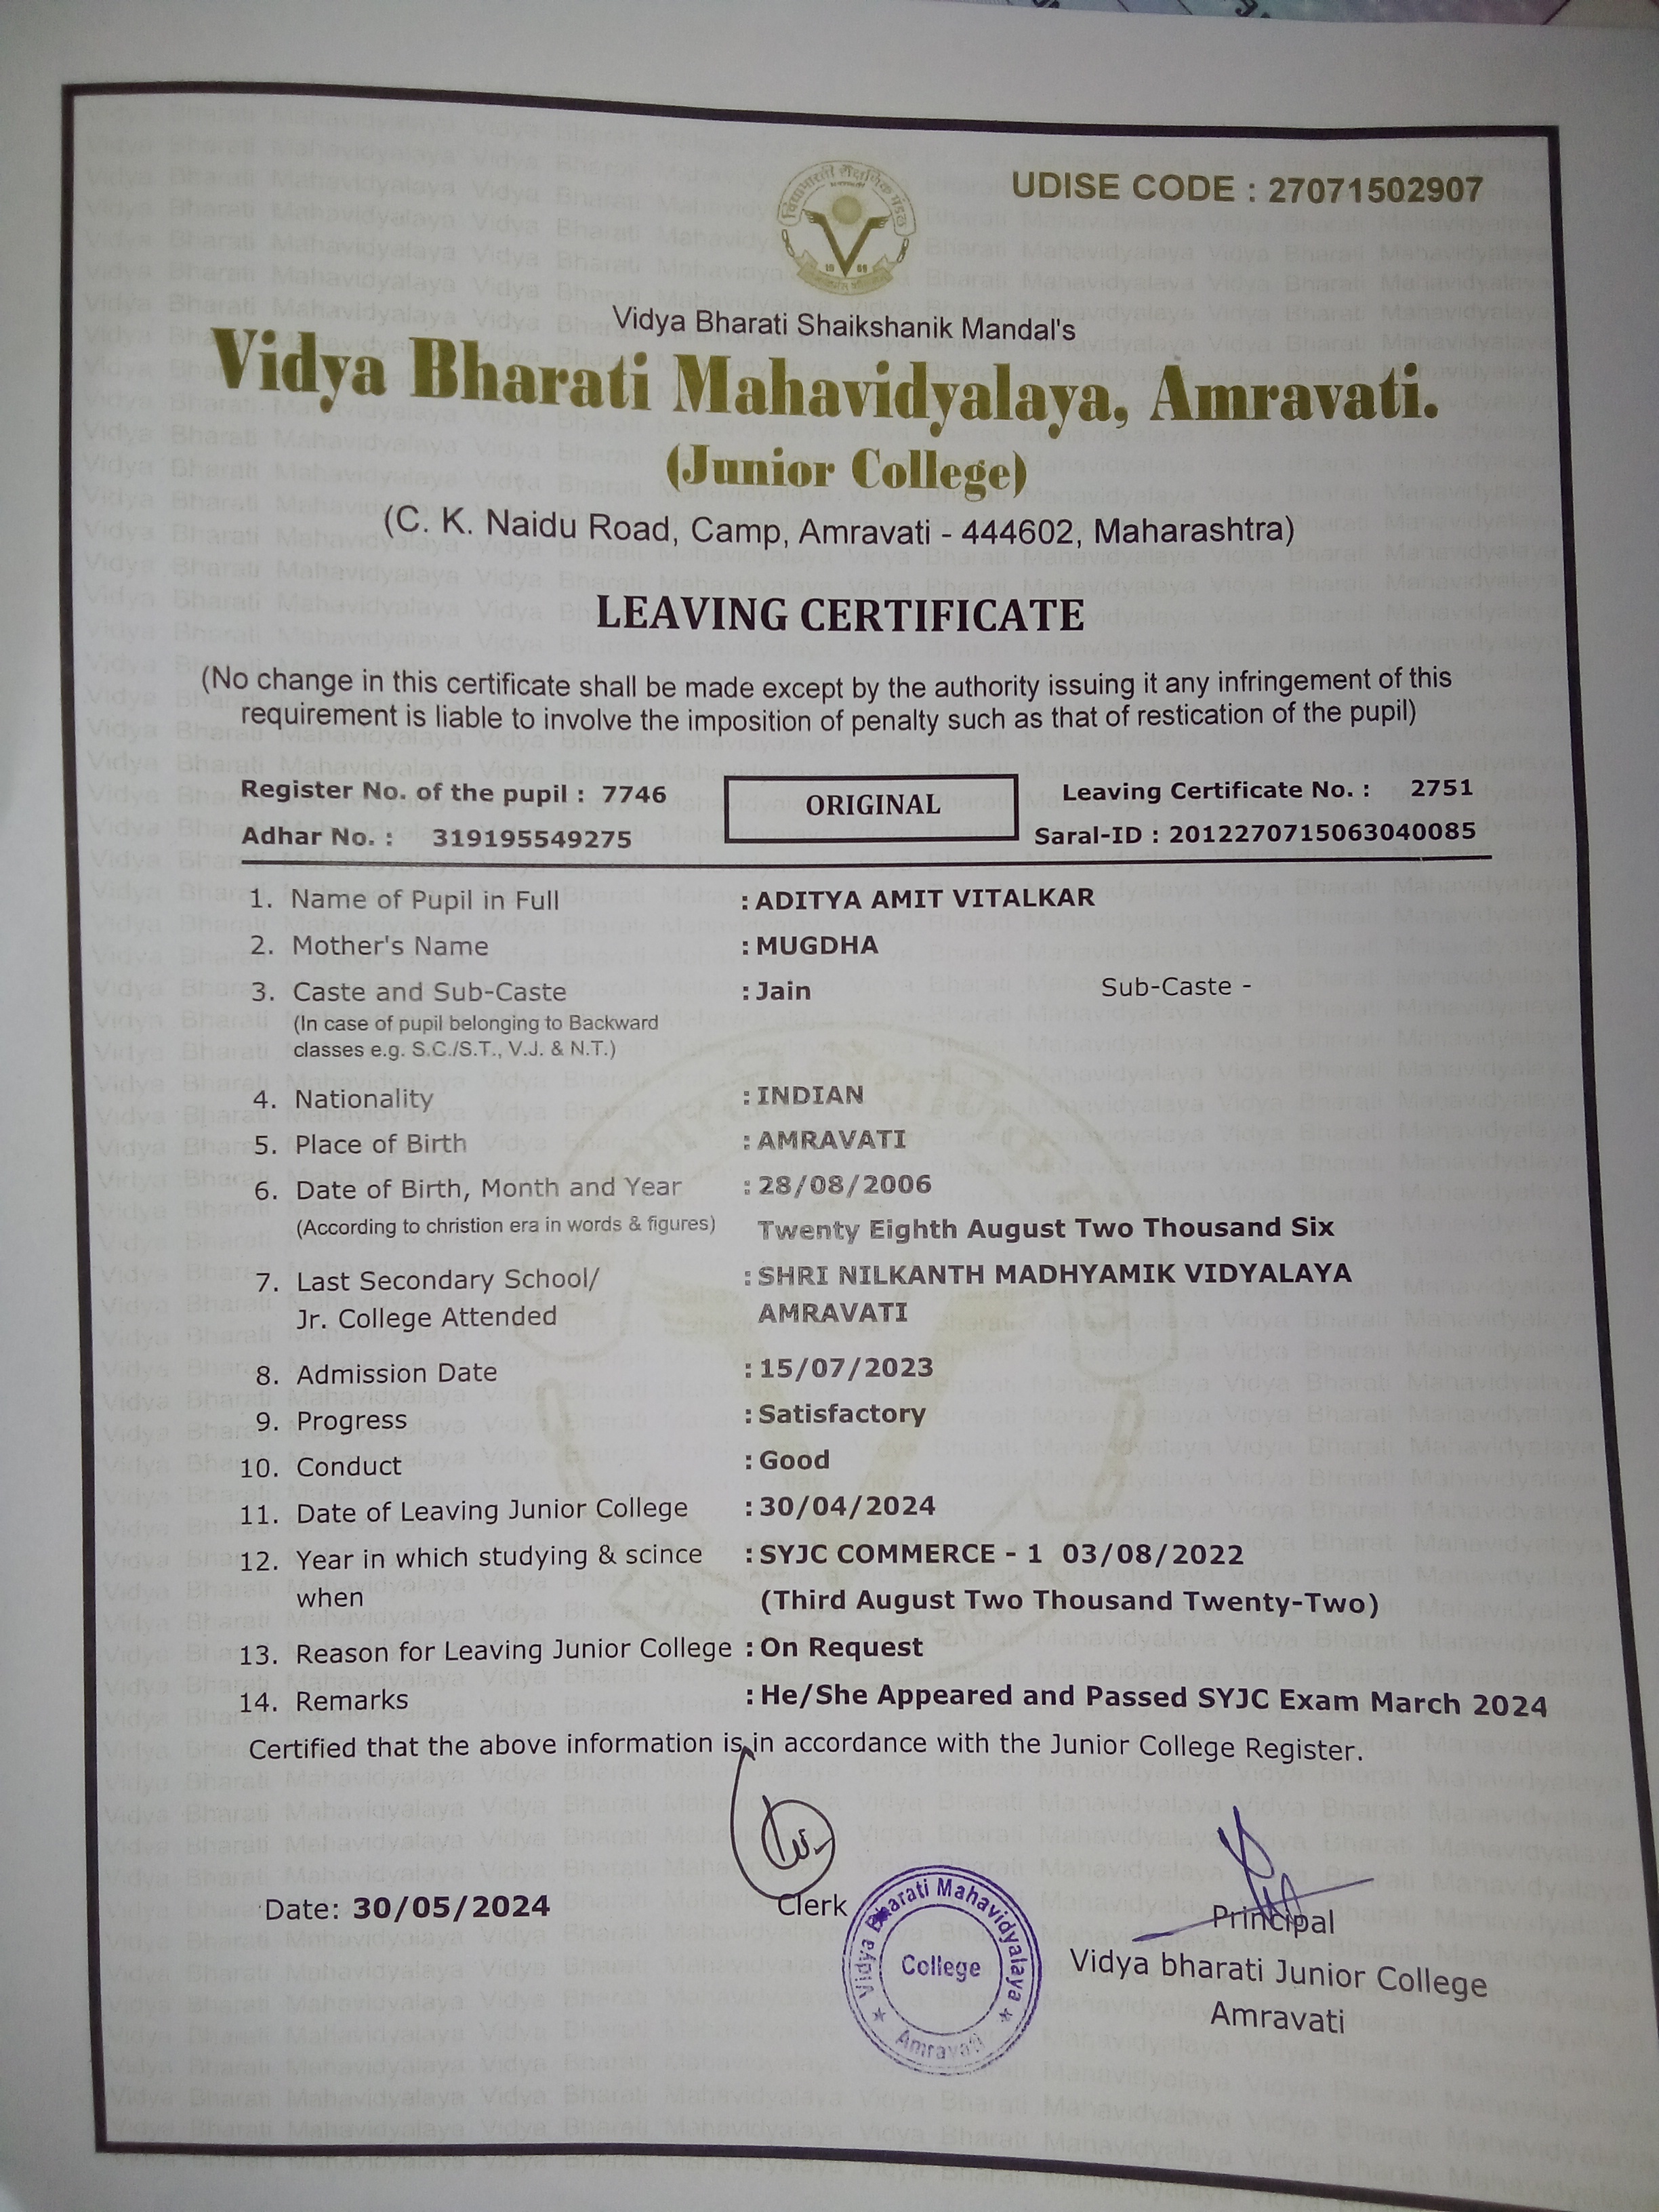 विद्याभारती शैक्षणिक मंडळ
19 69
UDISE CODE : 27071502907
Vidya Bharati Shaikshanik Mandal's
Vidya Bharati Mahavidyalaya, Amravati.
(Junior College)
(C. K. Naidu Road, Camp, Amravati - 444602, Maharashtra)
LEAVING CERTIFICATE
(No change in this certificate shall be made except by the authority issuing it any infringement of this
requirement is liable to involve the imposition of penalty such as that of restication of the pupil)
Register No. of the pupil : 7746 ORIGINAL Leaving Certificate No. : 2751
Adhar No. : 319195549275 Saral-ID : 2012270715063040085
1. Name of Pupil in Full : ADITYA AMIT VITALKAR
2. Mother's Name : MUGDHA
3. Caste and Sub-Caste : Jain Sub-Caste -
(In case of pupil belonging to Backward
classes e.g. S.C./S.T., V.J. & N.T.)
4. Nationality : INDIAN
5. Place of Birth : AMRAVATI
6. Date of Birth, Month and Year : 28/08/2006
(According to christion era in words & figures) Twenty Eighth August Two Thousand Six
7. Last Secondary School/ : SHRI NILKANTH MADHYAMIK VIDYALAYA
Jr. College Attended AMRAVATI
8. Admission Date : 15/07/2023
9. Progress : Satisfactory
10. Conduct : Good
11. Date of Leaving Junior College : 30/04/2024
12. Year in which studying & scince : SYJC COMMERCE - 1 03/08/2022
when (Third August Two Thousand Twenty-Two)
13. Reason for Leaving Junior College : On Request
14. Remarks : He/She Appeared and Passed SYJC Exam March 2024
Certified that the above information is in accordance with the Junior College Register.
Date: 30/05/2024 Clerk Principal
Vidya bharati Junior College
Amravati
Vidya Bharati Mahavidyalaya
College
Amravati